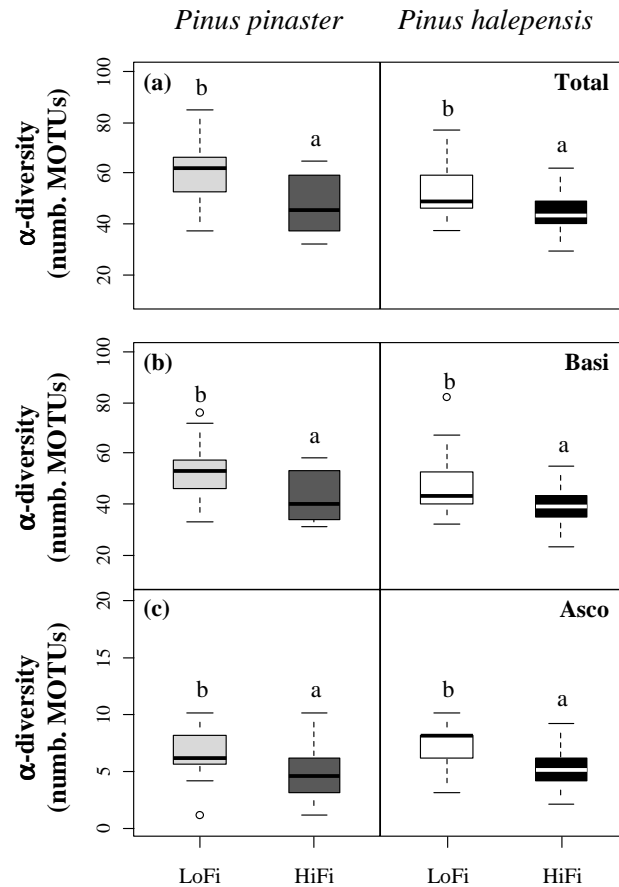 Pinus pinaster Pinus halepensis
(a) Total
b a b a
α-diversity
(numb. MOTUs)
100
80
60
40
20
(b) Basi
b a b a
α-diversity
(numb. MOTUs)
100
80
60
40
20
(c) Asco
b a b a
α-diversity
(numb. MOTUs)
20
15
10
5
0
LoFi HiFi LoFi HiFi